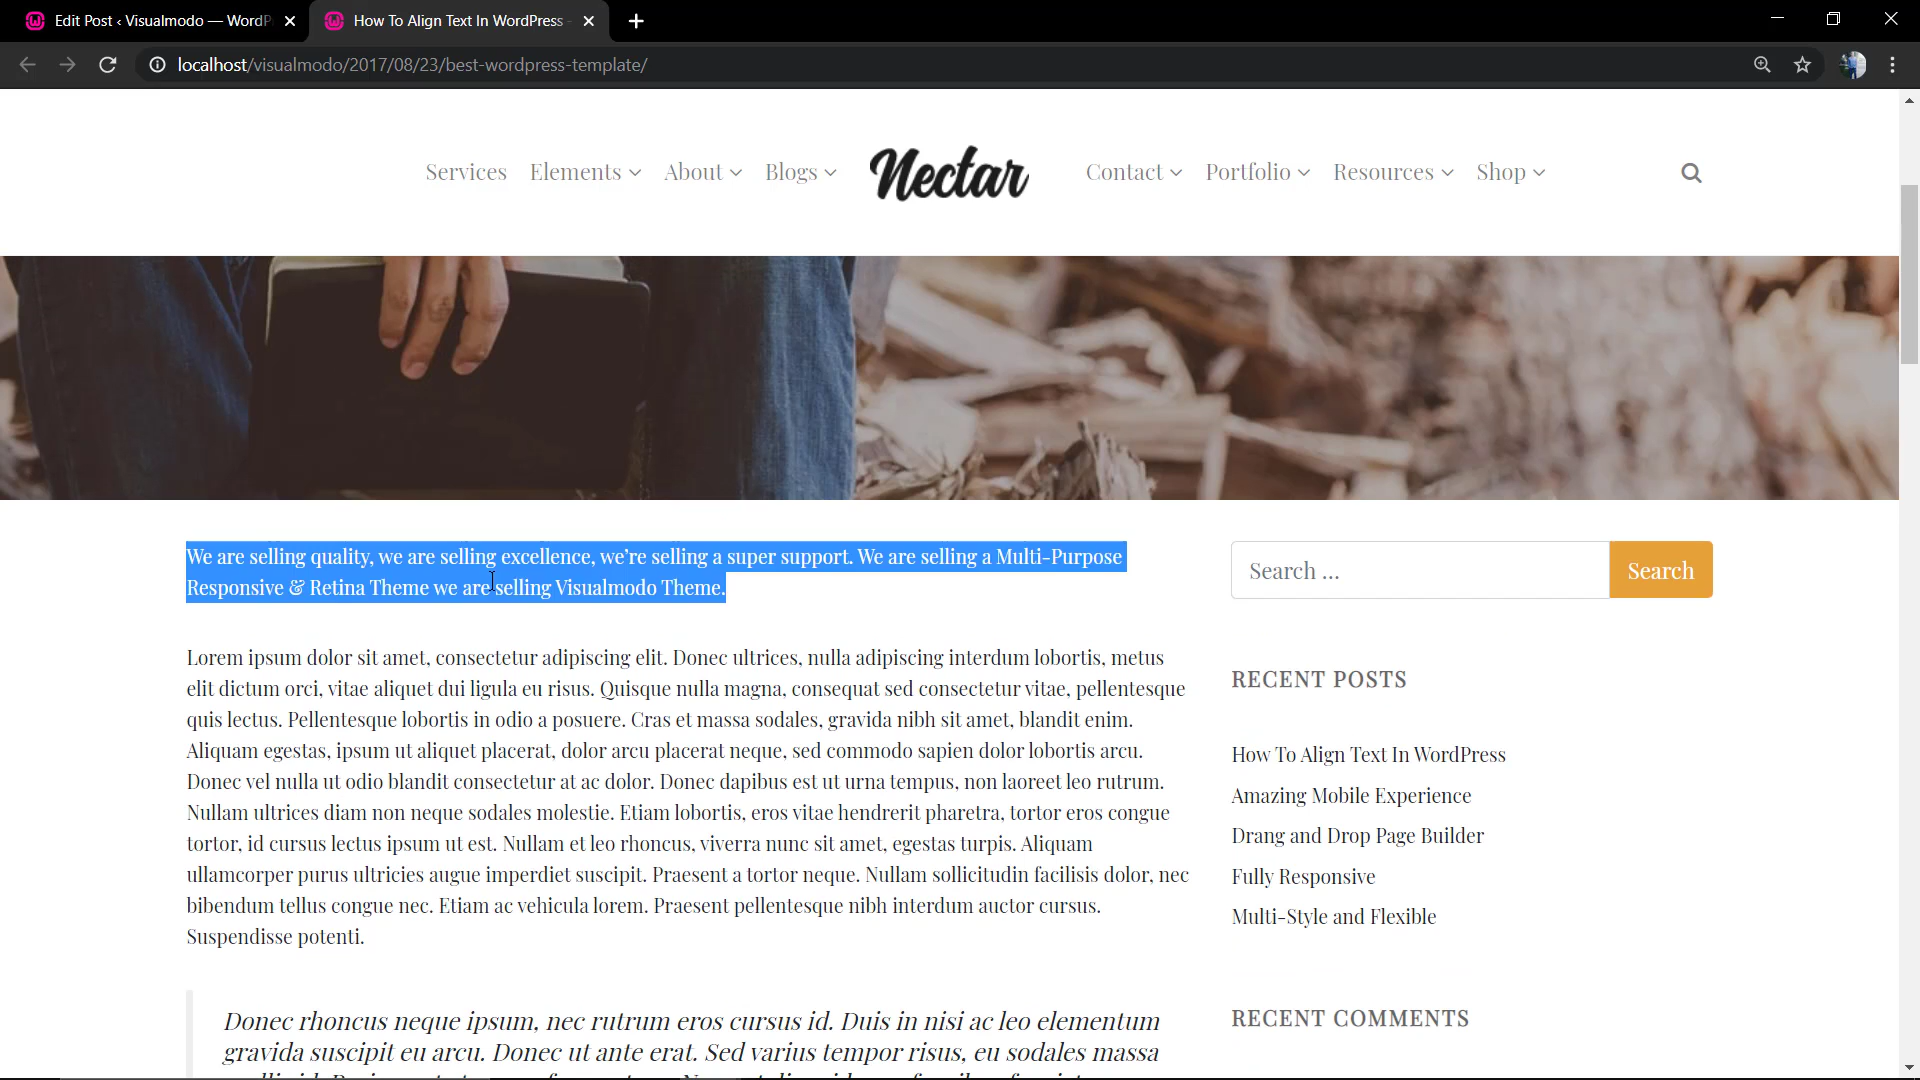 Edit Post ‹ Visualmodo — WordP
How To Align Text In WordPress -
localhost/visualmodo/2017/08/23/best-wordpress-template/
Services Elements About Blogs Nectar Contact Portfolio Resources Shop
We are selling quality, we are selling excellence, we’re selling a super support. We are selling a Multi-Purpose
Responsive & Retina Theme we are selling Visualmodo Theme.
Search …
Search
Lorem ipsum dolor sit amet, consectetur adipiscing elit. Donec ultrices, nulla adipiscing interdum lobortis, metus
elit dictum orci, vitae aliquet dui ligula eu risus. Quisque nulla magna, consequat sed consectetur vitae, pellentesque
quis lectus. Pellentesque lobortis in odio a posuere. Cras et massa sodales, gravida nibh sit amet, blandit enim.
Aliquam egestas, ipsum ut aliquet placerat, dolor arcu placerat neque, sed commodo sapien dolor lobortis arcu.
Donec vel nulla ut odio blandit consectetur at ac dolor. Donec dapibus est ut urna tempus, non laoreet leo rutrum.
Nullam ultrices diam non neque sodales molestie. Etiam lobortis, eros vitae hendrerit pharetra, tortor eros congue
tortor, id cursus lectus ipsum ut est. Nullam et leo rhoncus, viverra nunc sit amet, egestas turpis. Aliquam
ullamcorper purus ultricies augue imperdiet suscipit. Praesent a tortor neque. Nullam sollicitudin facilisis dolor, nec
bibendum tellus congue nec. Etiam ac vehicula lorem. Praesent pellentesque nibh interdum auctor cursus.
Suspendisse potenti.
Donec rhoncus neque ipsum, nec rutrum eros cursus id. Duis in nisi ac leo elementum
gravida suscipit eu arcu. Donec ut ante erat. Sed varius tempor risus, eu sodales massa
RECENT POSTS
How To Align Text In WordPress
Amazing Mobile Experience
Drang and Drop Page Builder
Fully Responsive
Multi-Style and Flexible
RECENT COMMENTS